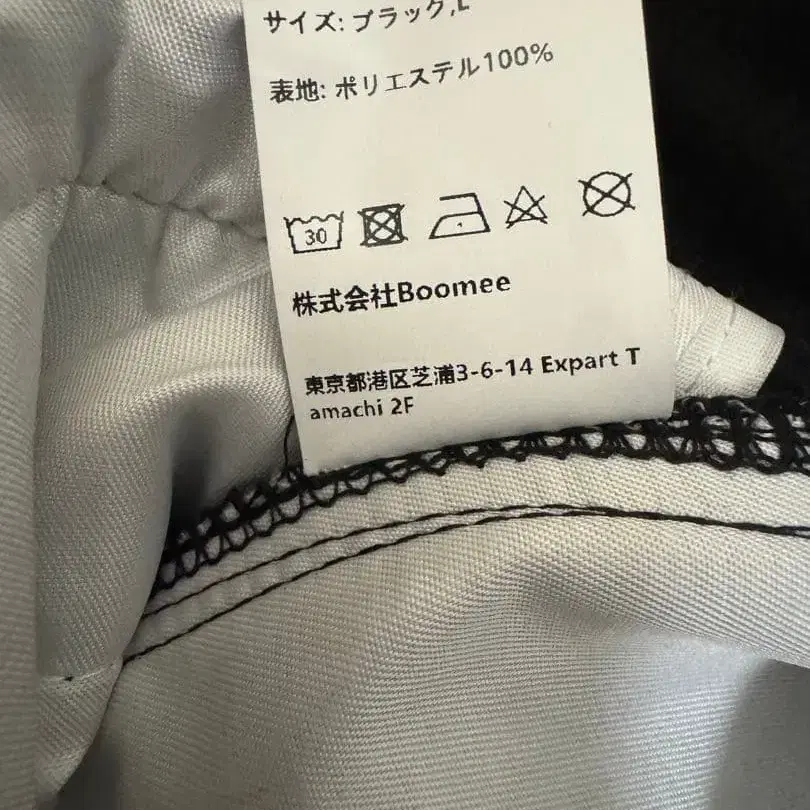 サイズ: ブラック,L
表地: ポリエステル100%
30
株式会社Boomee
東京都港区芝浦3-6-14 Expart T
amachi 2F